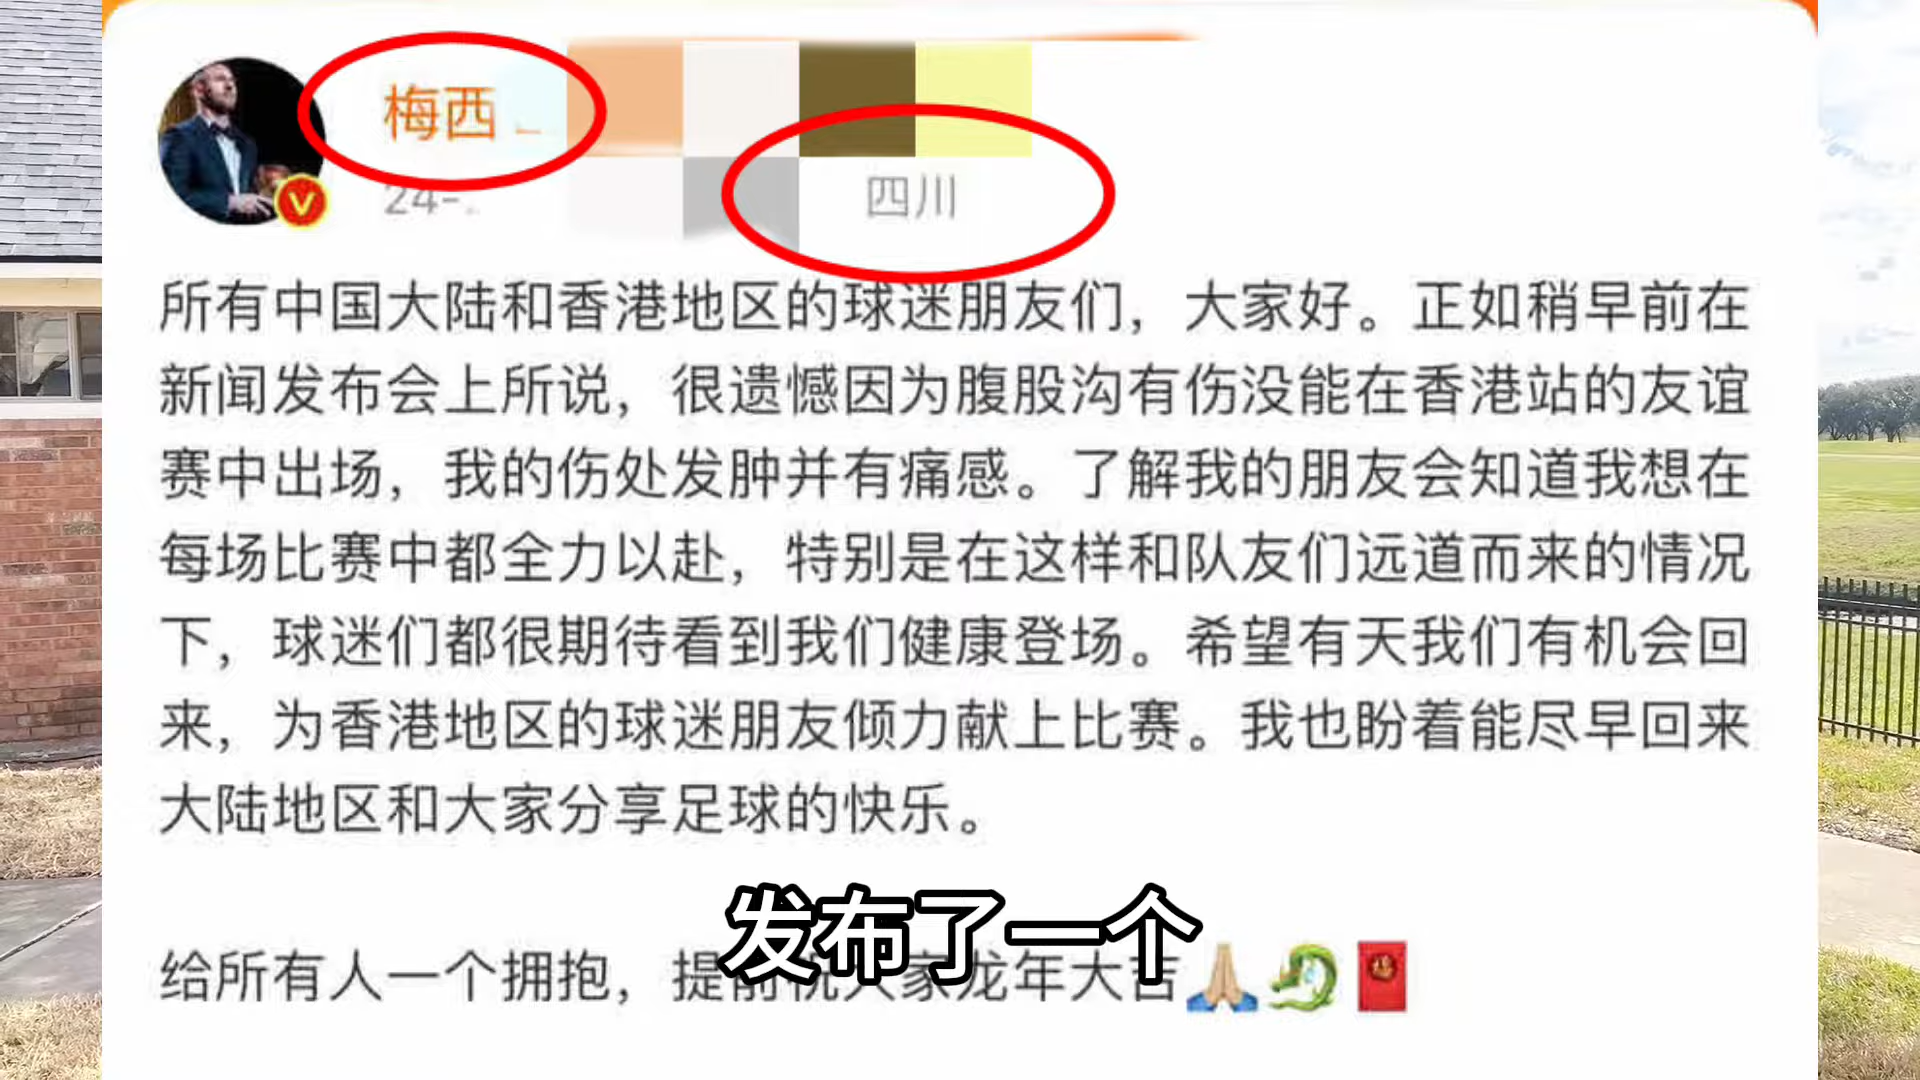 梅西
24-
四川
所有中国大陆和香港地区的球迷朋友们，大家好。正如稍早前在
新闻发布会上所说，很遗憾因为腹股沟有伤没能在香港站的友谊
赛中出场，我的伤处发肿并有痛感。了解我的朋友会知道我想在
每场比赛中都全力以赴，特别是在这样和队友们远道而来的情况
下，球迷们都很期待看到我们健康登场。希望有天我们有机会回
来，为香港地区的球迷朋友倾力献上比赛。我也盼着能尽早回来
大陆地区和大家分享足球的快乐。
给所有人一个拥抱，提前祝大家龙年大吉🙏🏼🐉🧧
发布了一个